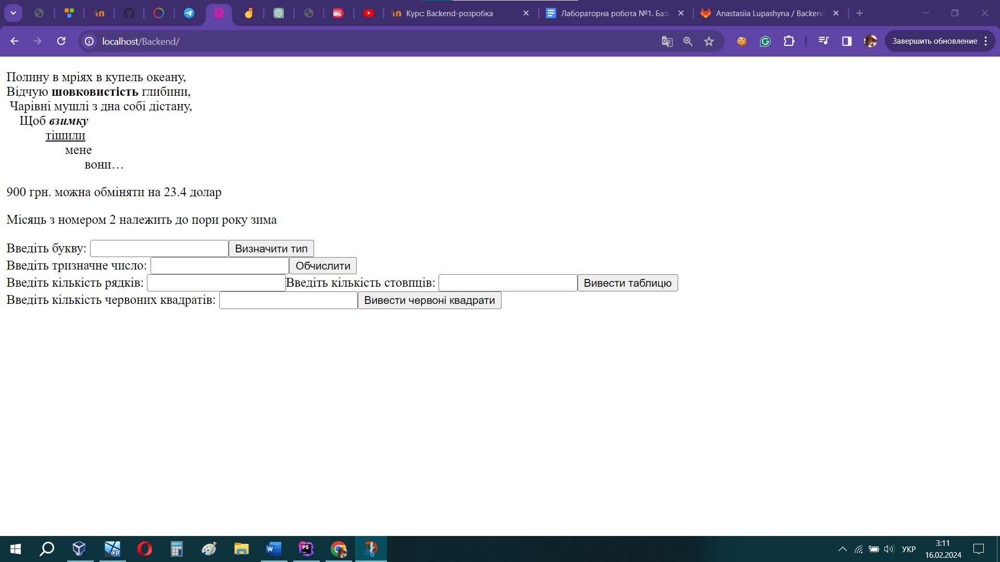 Курс: Backend-розробка
Лабораторна робота №1. Баз
Anastasiia Lupashyna / Backend
localhost/Backend/
Завершить обновление
Полину в мріях в купель океану,
Відчую шовковистість глибини,
Чарівні мушлі з дна собі дістану,
Щоб взимку
тішили
мене
вони…
900 грн. можна обміняти на 23.4 долар
Місяць з номером 2 належить до пори року зима
Введіть букву: Визначити тип
Введіть тризначне число: Обчислити
Введіть кількість рядків: Введіть кількість стовпців: Вивести таблицю
Введіть кількість червоних квадратів: Вивести червоні квадрати
УКР
3:11
16.02.2024